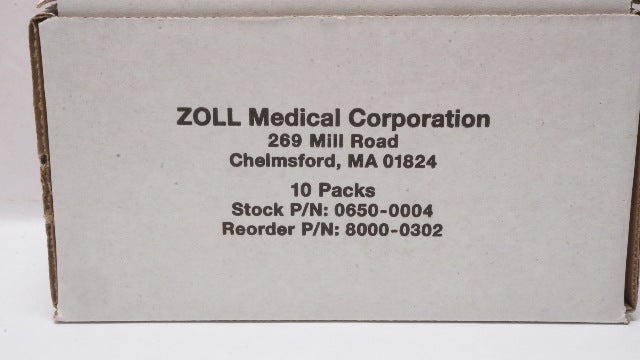 ZOLL Medical Corporation
269 Mill Road
Chelmsford, MA 01824
10 Packs
Stock P/N: 0650-0004
Reorder P/N: 8000-0302